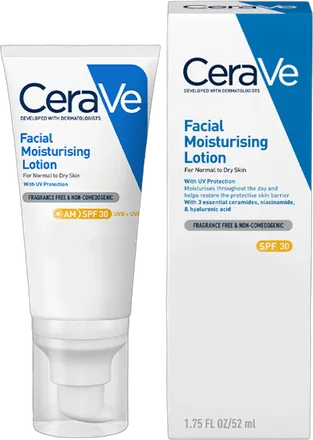 CeraVe
DEVELOPED WITH DERMATOLOGISTS
Facial
Moisturising
Lotion
For Normal to Dry Skin
With UV Protection
FRAGRANCE FREE & NON-COMEDOGENIC
AM SPF 30 UVB + UVA
CeraVe
DEVELOPED WITH DERMATOLOGISTS
Facial
Moisturising
Lotion
For Normal to Dry Skin
With UV Protection
Moisturises throughout the day and
helps restore the protective skin barrier
With 3 essential ceramides, niacinamide,
& hyaluronic acid
FRAGRANCE FREE & NON-COMEDOGENIC
SPF 30
1.75 FL OZ/52 ml